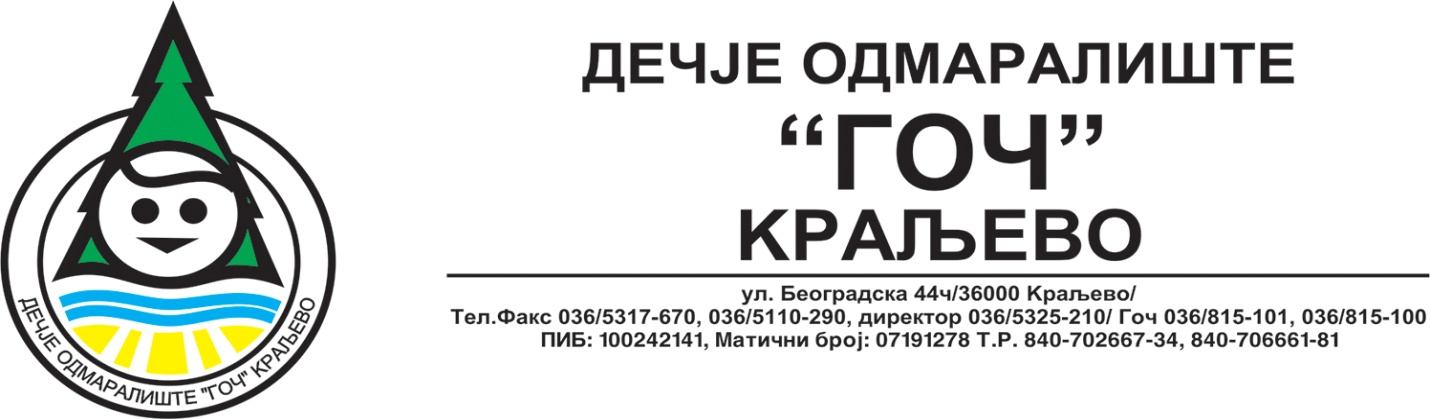 ДЕЧЈЕ ОДМАРАЛИШТЕ
“ГОЧ”
КРАЉЕВО
ул. Београдска 44ч/36000 Краљево/
Тел.Факс 036/5317-670, 036/5110-290, директор 036/5325-210/ Гоч 036/815-101, 036/815-100
ПИБ: 100242141, Матични број: 07191278 Т.Р. 840-702667-34, 840-706661-81
ДЕЧЈЕ ОДМАРАЛИШТЕ "ГОЧ" КРАЉЕВО